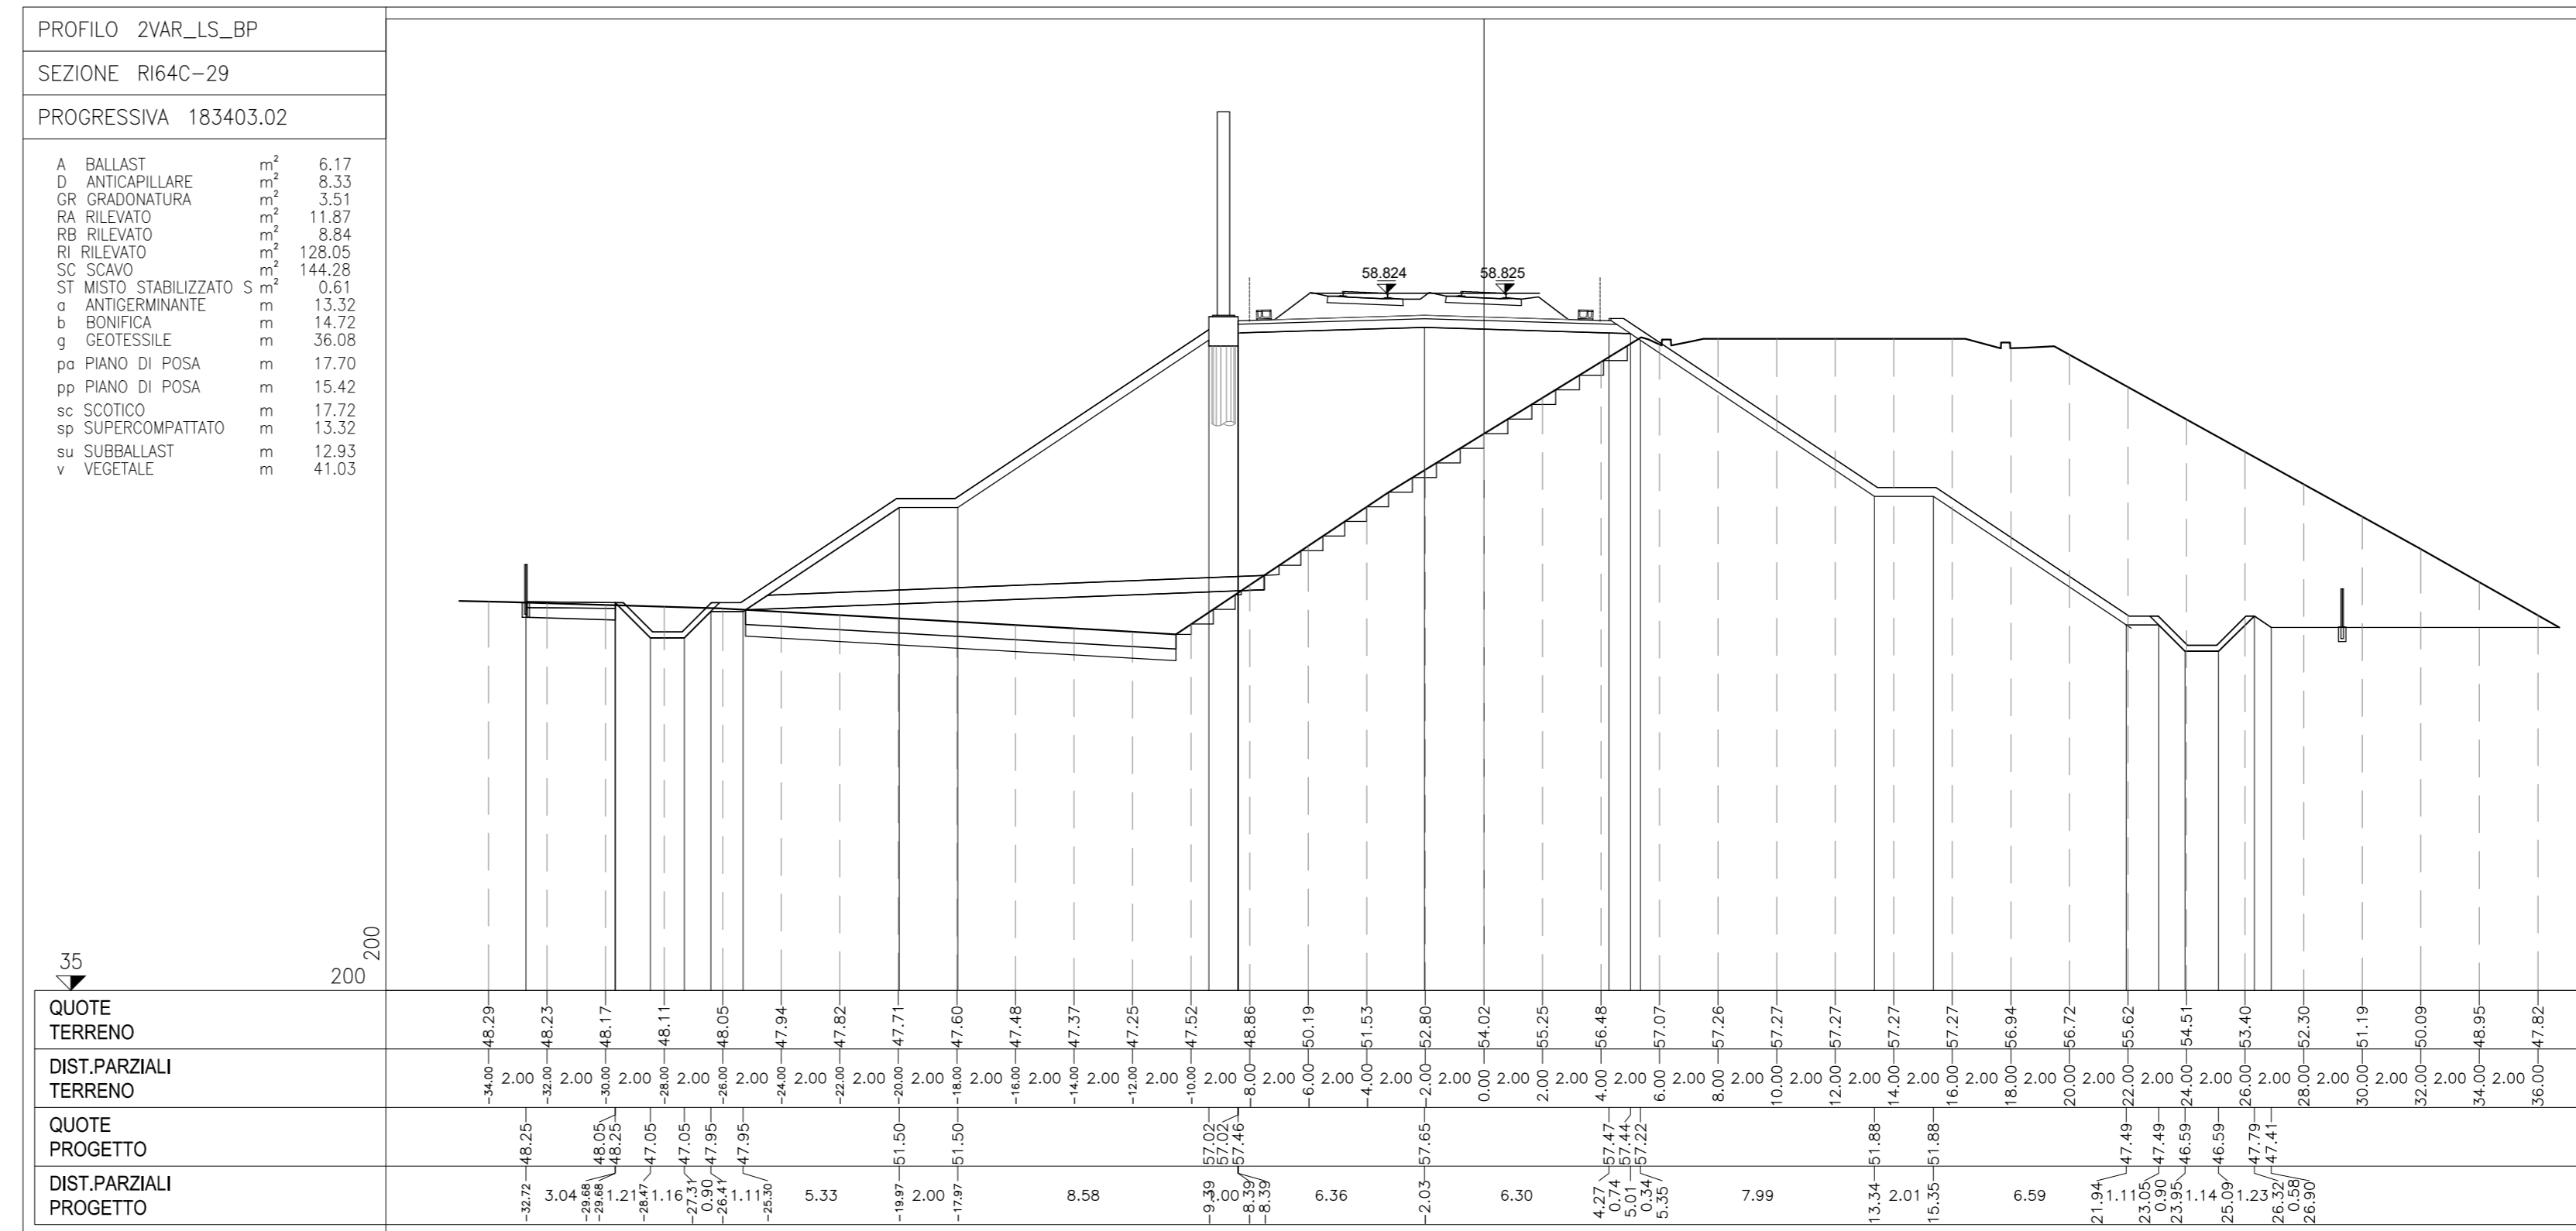 PROFILO 2VAR_LS_BP
SEZIONE RI64C-29
PROGRESSIVA 183403.02
A BALLAST m² 6.17
D ANTICAPILLARE m² 8.33
GR GRADONATURA m² 3.51
RA RILEVATO m² 11.87
RB RILEVATO m² 8.84
RI RILEVATO m² 128.05
SC SCAVO m² 144.28
ST MISTO STABILIZZATO S m² 0.61
a ANTIGERMINANTE m 13.32
b BONIFICA m 14.72
g GEOTESSILE m 36.08
pa PIANO DI POSA m 17.70
pp PIANO DI POSA m 15.42
sc SCOTICO m 17.72
sp SUPERCOMPATTATO m 13.32
su SUBBALLAST m 12.93
v VEGETALE m 41.03
58.824 58.825
35
200
200
QUOTE
TERRENO
48.29 48.23 48.17 48.11 48.05 47.94 47.82 47.71 47.60 47.48 47.37 47.25 47.52 48.86 50.19 51.53 52.80 54.02 55.25 56.48 57.07 57.26 57.27 57.27 57.27 57.27 56.94 56.72 55.62 54.51 53.40 52.30 51.19 50.09 48.95 47.82
DIST.PARZIALI
TERRENO
-34.00 2.00 -32.00 2.00 -30.00 2.00 -28.00 2.00 -26.00 2.00 -24.00 2.00 -22.00 2.00 -20.00 2.00 -18.00 2.00 -16.00 2.00 -14.00 2.00 -12.00 2.00 -10.00 2.00 -8.00 2.00 -6.00 2.00 -4.00 2.00 -2.00 2.00 0.00 2.00 2.00 2.00 4.00 2.00 6.00 2.00 8.00 2.00 10.00 2.00 12.00 2.00 14.00 2.00 16.00 2.00 18.00 2.00 20.00 2.00 22.00 2.00 24.00 2.00 26.00 2.00 28.00 2.00 30.00 2.00 32.00 2.00 34.00 2.00 36.00
QUOTE
PROGETTO
48.25 48.05 48.25 47.05 47.05 47.95 47.95 51.50 51.50 57.02 57.02 57.46 57.65 57.47 57.44 57.22 51.88 51.88 47.49 47.49 46.59 46.59 47.79 47.41
DIST.PARZIALI
PROGETTO
-32.72 3.04 -29.68 -29.68 1.21 -28.47 1.16 -27.31 0.90 -26.41 1.11 -25.30 5.33 -19.97 2.00 -17.97 8.58 -9.39 1.00 -8.39 -8.39 6.36 -2.03 6.30 4.27 0.74 5.01 0.34 5.35 7.99 13.34 2.01 15.35 6.59 21.94 1.11 23.05 0.90 23.95 1.14 25.09 1.23 26.32 0.58 26.90